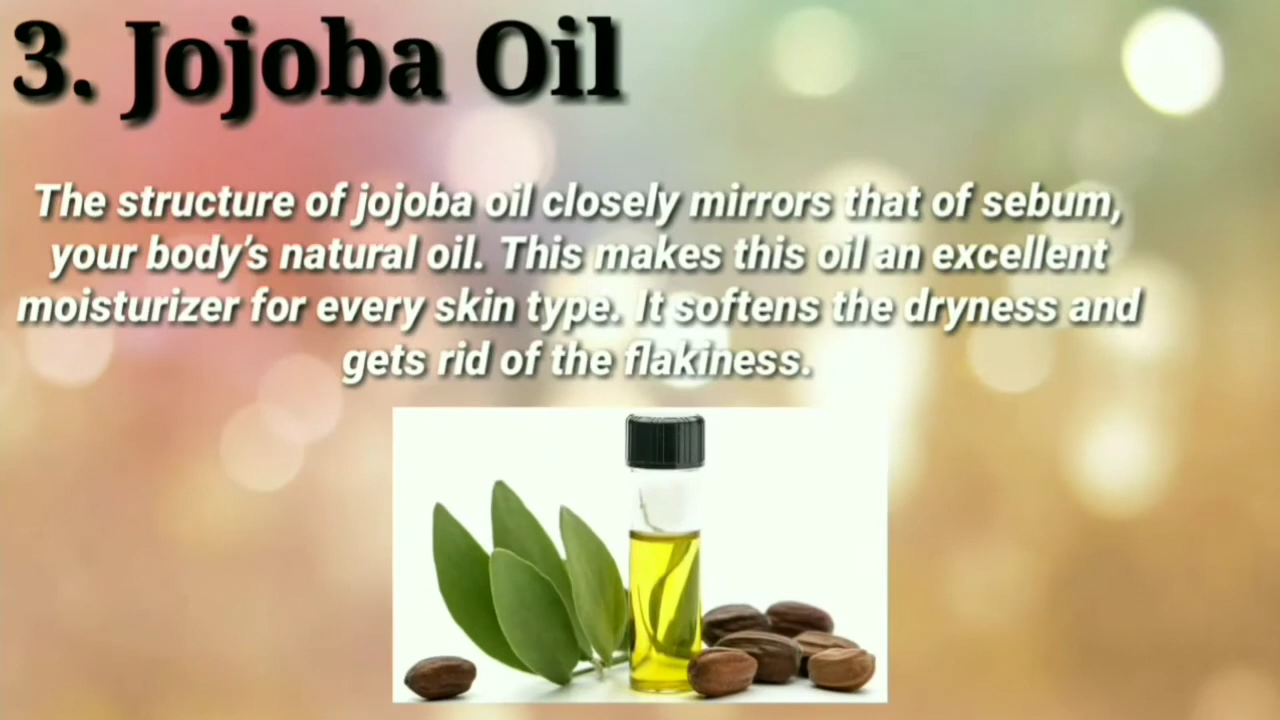 3. Jojoba Oil
The structure of jojoba oil closely mirrors that of sebum,
your body’s natural oil. This makes this oil an excellent
moisturizer for every skin type. It softens the dryness and
gets rid of the flakiness.